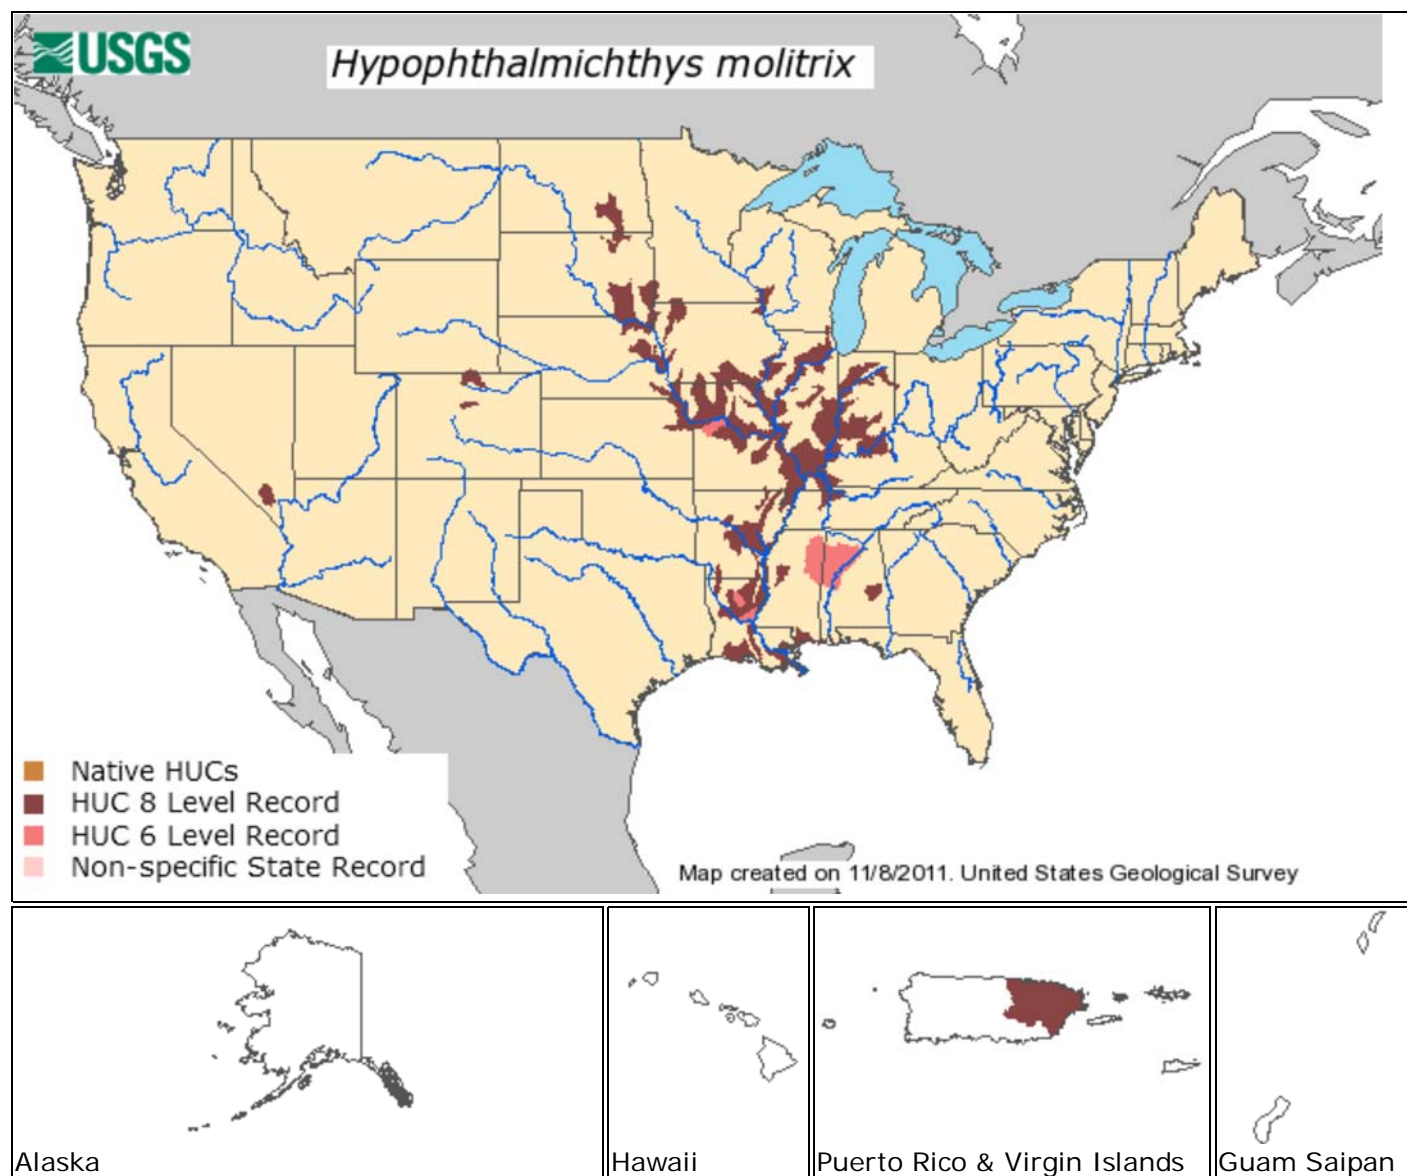 USGS
Hypophthalmichthys molitrix
Native HUCs
HUC 8 Level Record
HUC 6 Level Record
Non-specific State Record
Map created on 11/8/2011. United States Geological Survey
Alaska
Hawaii
Puerto Rico & Virgin Islands
Guam Saipan